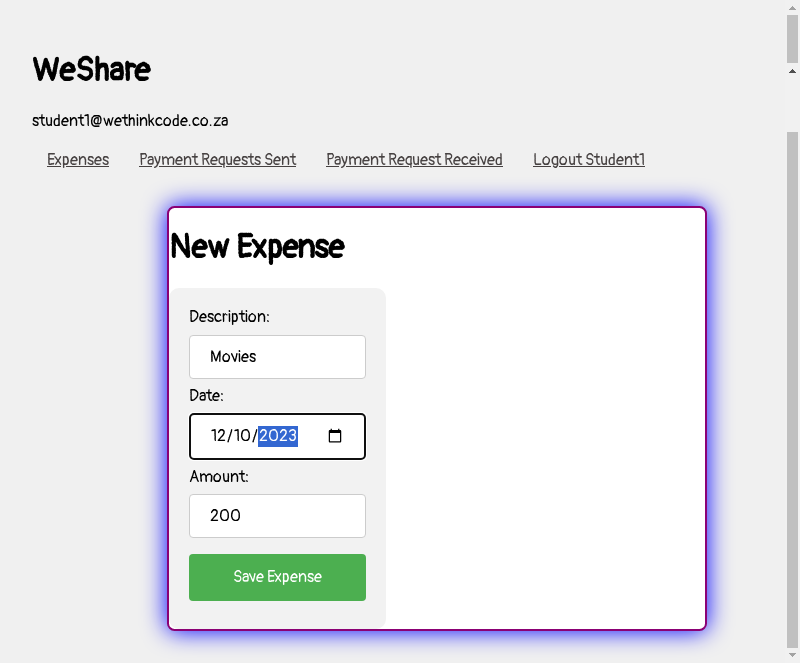 WeShare
student1@wethinkcode.co.za
Expenses Payment Requests Sent Payment Request Received Logout Student1
New Expense
Description:
Movies
Date:
12/10/2023
Amount:
200
Save Expense